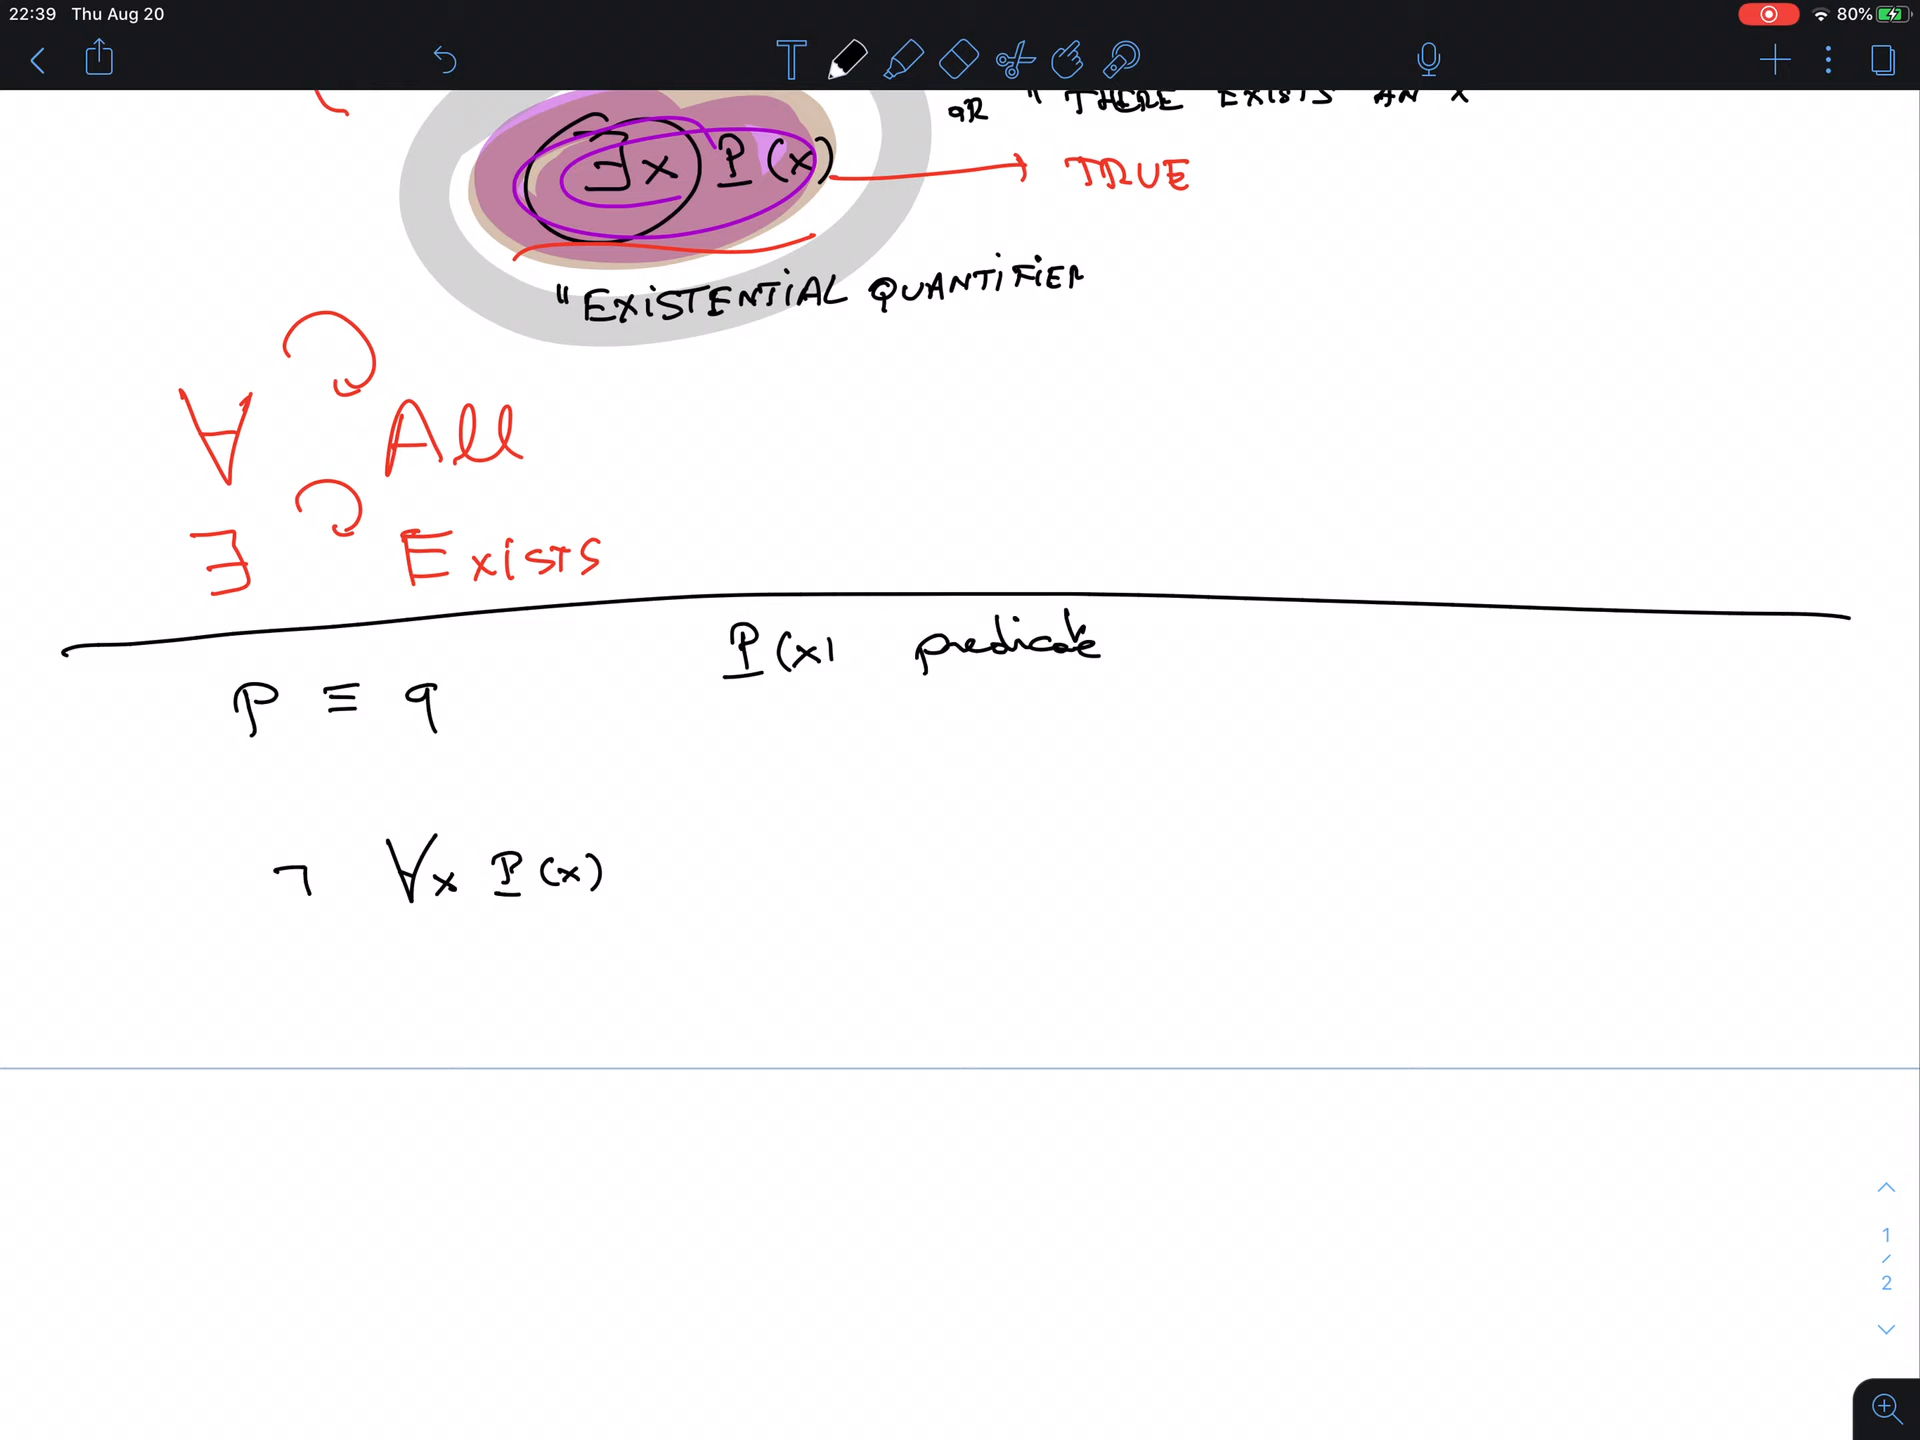 22:39 Thu Aug 20 80%
OR " THERE EXISTS AN X
∃x P(x) → TRUE
"EXISTENTIAL QUANTIFIER
∀ All
∃ Exists
P(x) predicate
P ≡ q
¬ ∀x P(x)
1
/
2